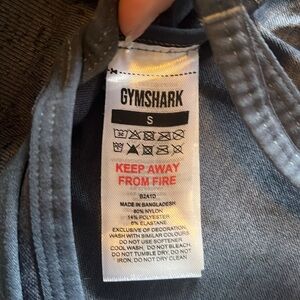 GYMSHARK
S
KEEP AWAY
FROM FIRE
B2A1D
MADE IN BANGLADESH
80% NYLON
14% POLYESTER
6% ELASTANE
EXCLUSIVE OF DECORATION
WASH WITH SIMILAR COLOURS
DO NOT USE SOFTENER
COOL WASH, DO NOT BLEACH,
DO NOT TUMBLE DRY, DO NOT
IRON, DO NOT DRY CLEAN